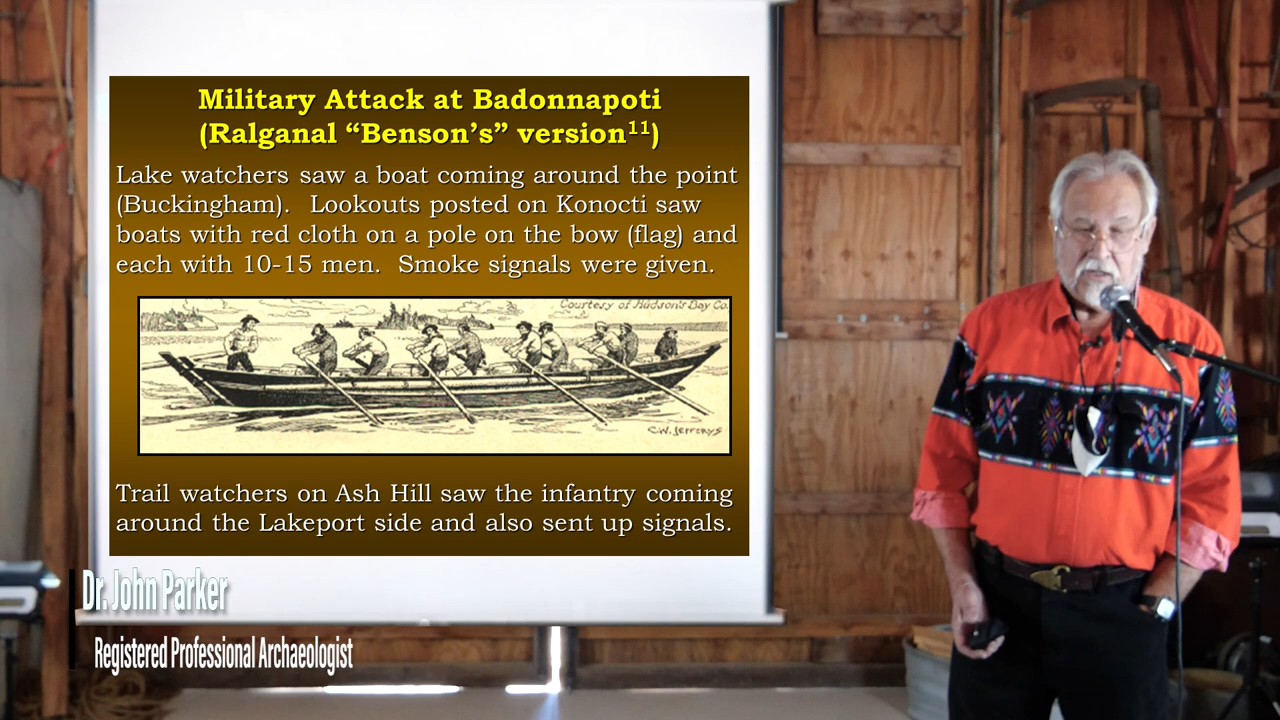 Military Attack at Badonnapoti
(Ralganal “Benson’s” version¹¹)
Lake watchers saw a boat coming around the point
(Buckingham).  Lookouts posted on Konocti saw
boats with red cloth on a pole on the bow (flag) and
each with 10-15 men.  Smoke signals were given.
Courtesy of Hudson's Bay Co.
C.W. JEFFERYS
Trail watchers on Ash Hill saw the infantry coming
around the Lakeport side and also sent up signals.
Dr. John Parker
Registered Professional Archaeologist